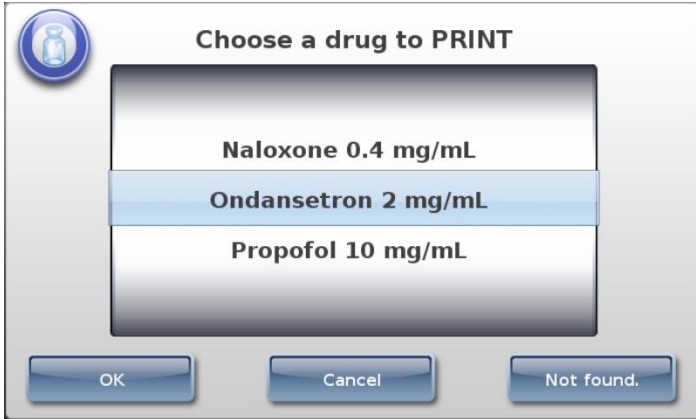 Choose a drug to PRINT
Naloxone 0.4 mg/mL
Ondansetron 2 mg/mL
Propofol 10 mg/mL
OK
Cancel
Not found.